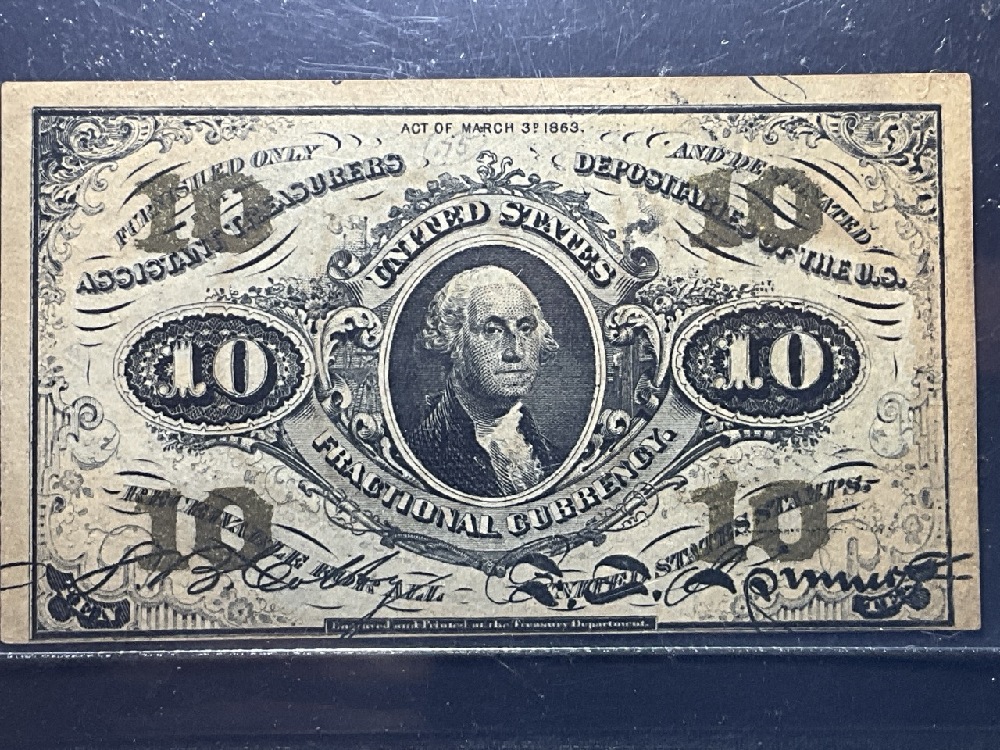 ACT OF MARCH 3D 1863.
FURNISHED ONLY
AND DESIGNATED
ASSISTANT TREASURERS
DEPOSITARIES OF THE U.S.
10
10
UNITED STATES
10
10
FRACTIONAL CURRENCY.
10
10
RECEIVABLE FOR ALL
UNITED STATES STAMPS.
TEN
TEN
Engraved and Printed at the Treasury Department.